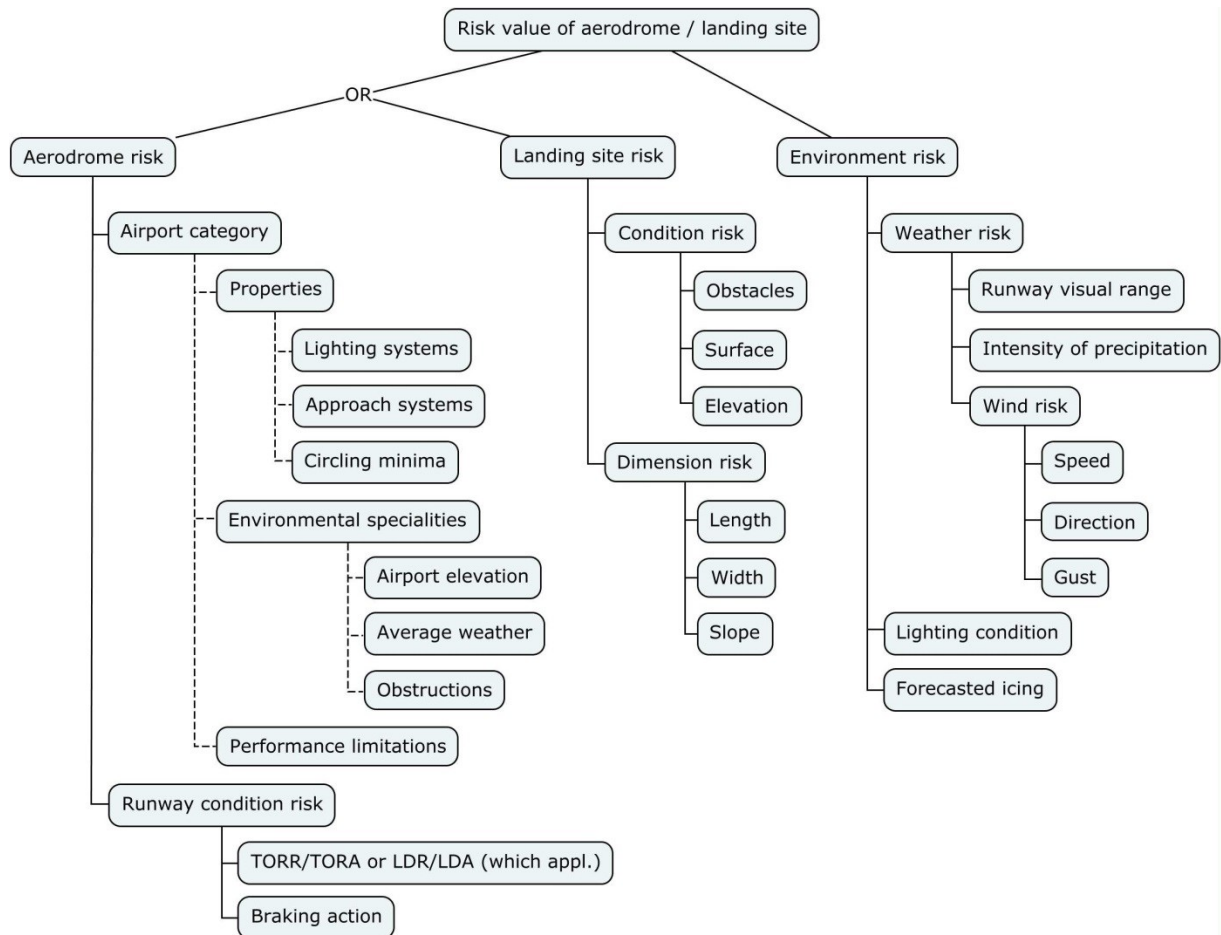 Risk value of aerodrome / landing site
OR
Aerodrome risk
Airport category
Properties
Lighting systems
Approach systems
Circling minima
Environmental specialities
Airport elevation
Average weather
Obstructions
Performance limitations
Runway condition risk
TORR/TORA or LDR/LDA (which appl.)
Braking action
Landing site risk
Condition risk
Obstacles
Surface
Elevation
Dimension risk
Length
Width
Slope
Environment risk
Weather risk
Runway visual range
Intensity of precipitation
Wind risk
Speed
Direction
Gust
Lighting condition
Forecasted icing